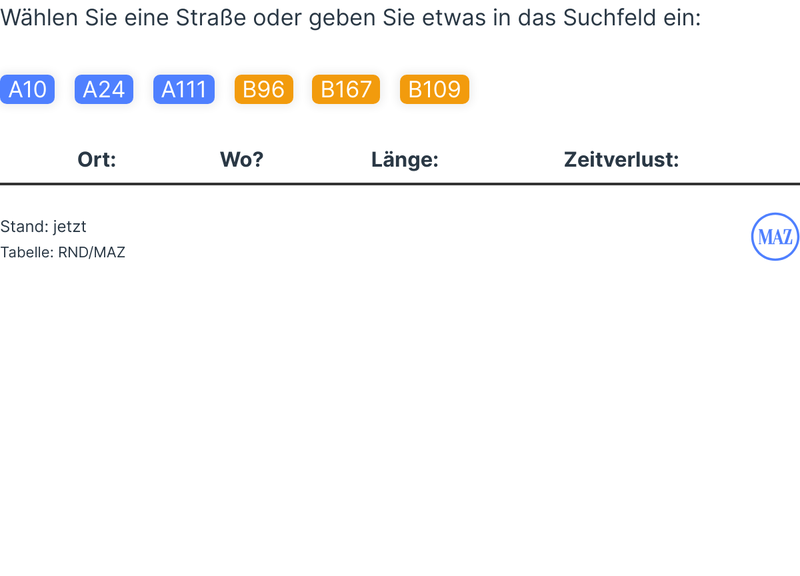 Wählen Sie eine Straße oder geben Sie etwas in das Suchfeld ein:
A10 A24 A111 B96 B167 B109
Ort: Wo? Länge: Zeitverlust:
Stand: jetzt
Tabelle: RND/MAZ
MAZ